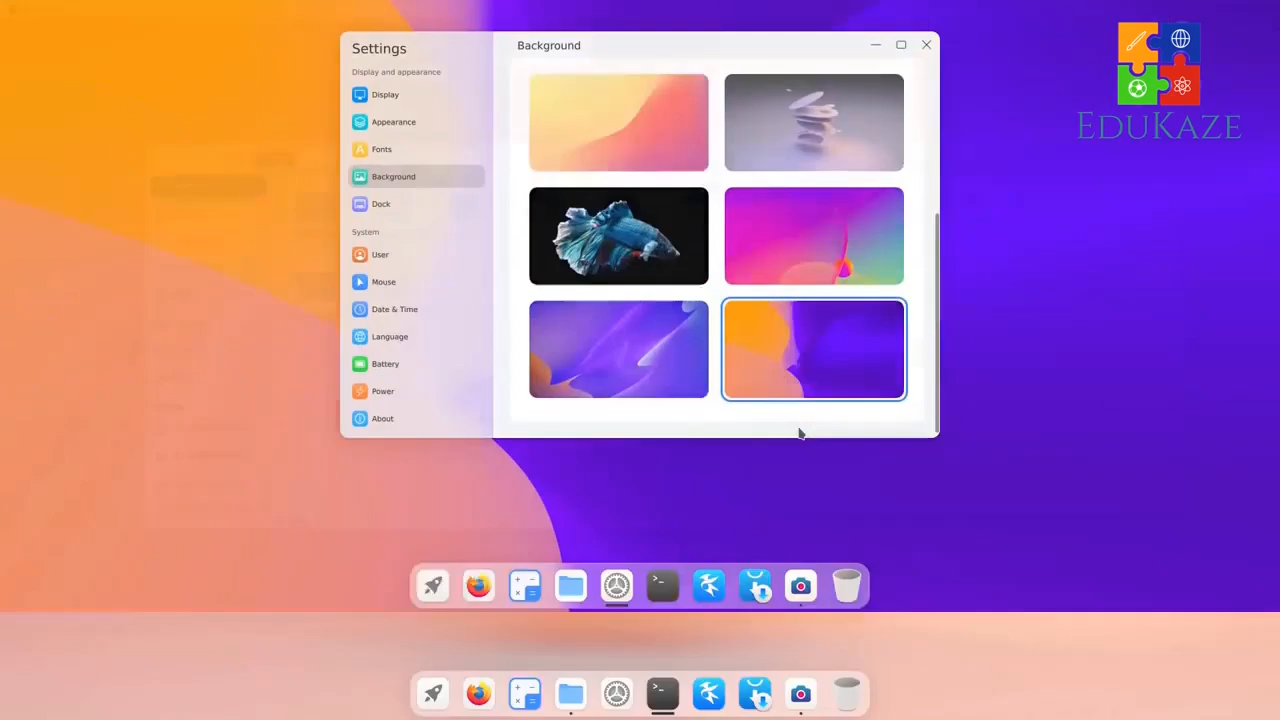 Settings
Background
Display and appearance
Display
Appearance
Fonts
Background
Dock
System
User
Mouse
Date & Time
Language
Battery
Power
About
EduKaze
>_
>_